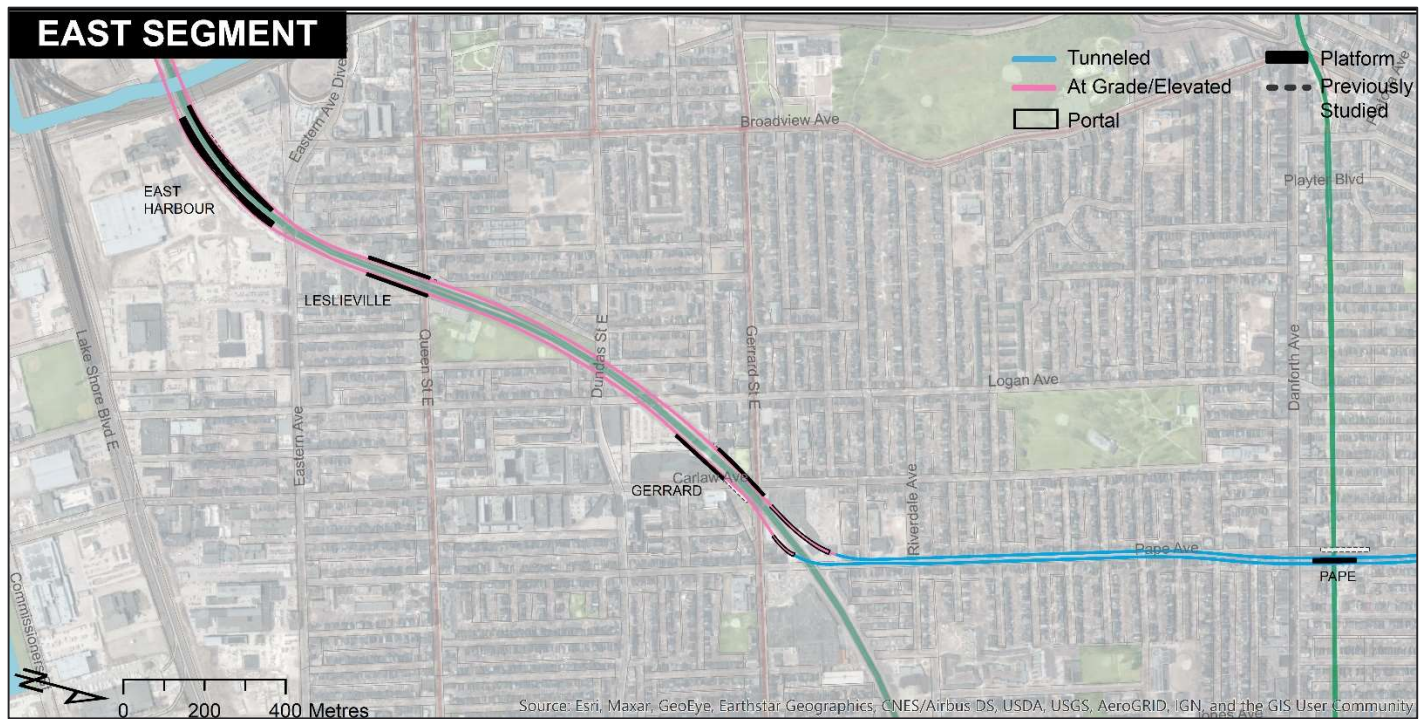 EAST SEGMENT
Tunneled
At Grade/Elevated
Portal
Platform
Previously
Studied
Broadview Ave
Eastern Ave
Playter Blvd
EAST
HARBOUR
LESLIEVILLE
Lake Shore Blvd E
Eastern Ave
Queen St E
Dundas St E
Gerrard St E
Logan Ave
Danforth Ave
Carlaw Ave
GERRARD
Riverdale Ave
Pape Ave
PAPE
Commissioners
N
0 200 400 Metres
Source: Esri, Maxar, GeoEye, Earthstar Geographics, CNES/Airbus DS, USDA, USGS, AeroGRID, IGN, and the GIS User Community
Jones Ave